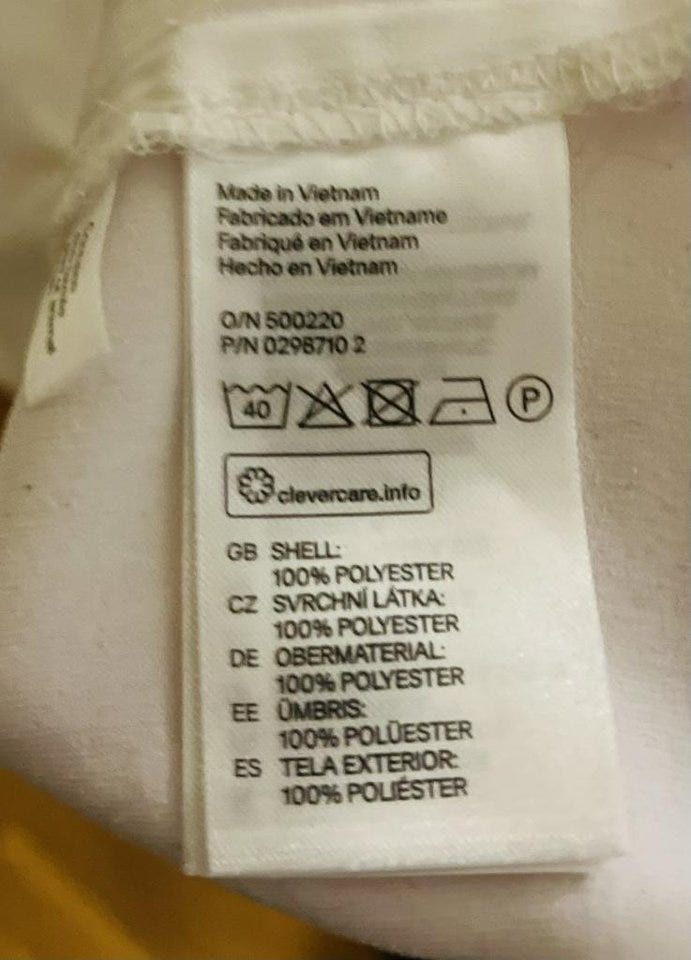 Made in Vietnam
Fabricado em Vietname
Fabriqué en Vietnam
Hecho en Vietnam
O/N 500220
P/N 0298710 2
40 P
clevercare.info
GB SHELL:
100% POLYESTER
CZ SVRCHNÍ LÁTKA:
100% POLYESTER
DE OBERMATERIAL:
100% POLYESTER
EE ÜMBRIS:
100% POLÜESTER
ES TELA EXTERIOR:
100% POLIÉSTER